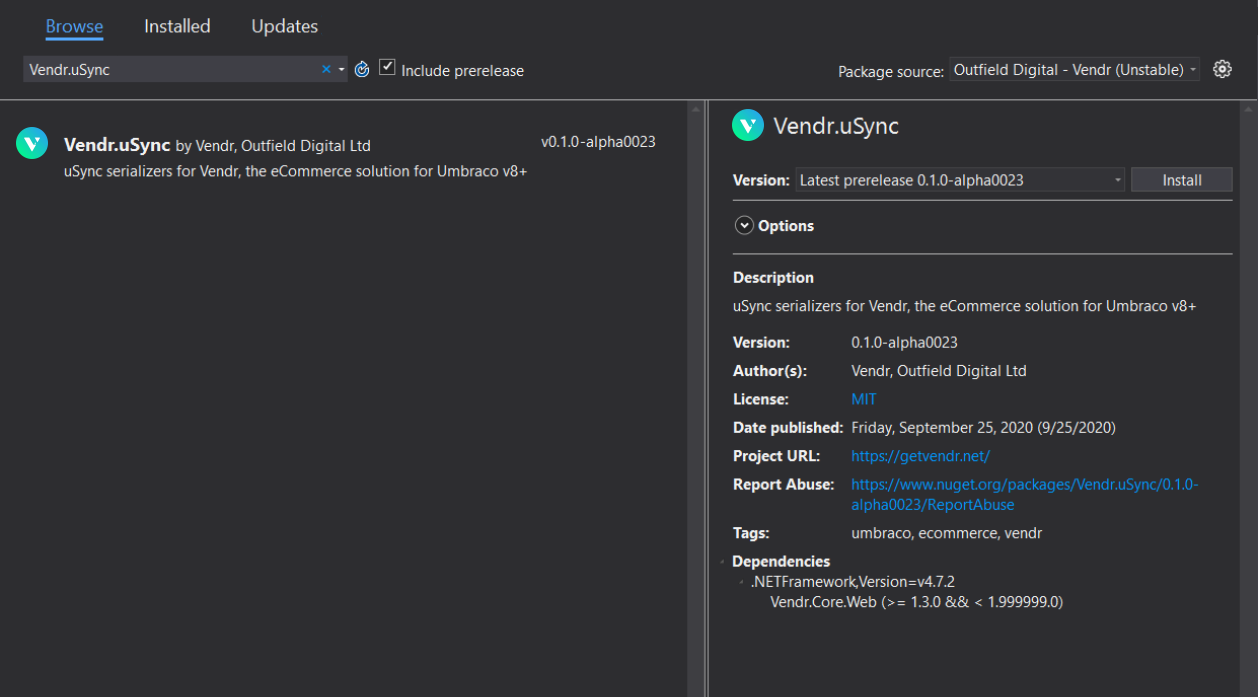 Browse Installed Updates
Vendr.uSync
Include prerelease
Package source: Outfield Digital - Vendr (Unstable)
Vendr.uSync by Vendr, Outfield Digital Ltd
v0.1.0-alpha0023
uSync serializers for Vendr, the eCommerce solution for Umbraco v8+
Vendr.uSync
Version: Latest prerelease 0.1.0-alpha0023 Install
Options
Description
uSync serializers for Vendr, the eCommerce solution for Umbraco v8+
Version: 0.1.0-alpha0023
Author(s): Vendr, Outfield Digital Ltd
License: MIT
Date published: Friday, September 25, 2020 (9/25/2020)
Project URL: https://getvendr.net/
Report Abuse: https://www.nuget.org/packages/Vendr.uSync/0.1.0-
alpha0023/ReportAbuse
Tags: umbraco, ecommerce, vendr
Dependencies
.NETFramework,Version=v4.7.2
Vendr.Core.Web (>= 1.3.0 && < 1.999999.0)